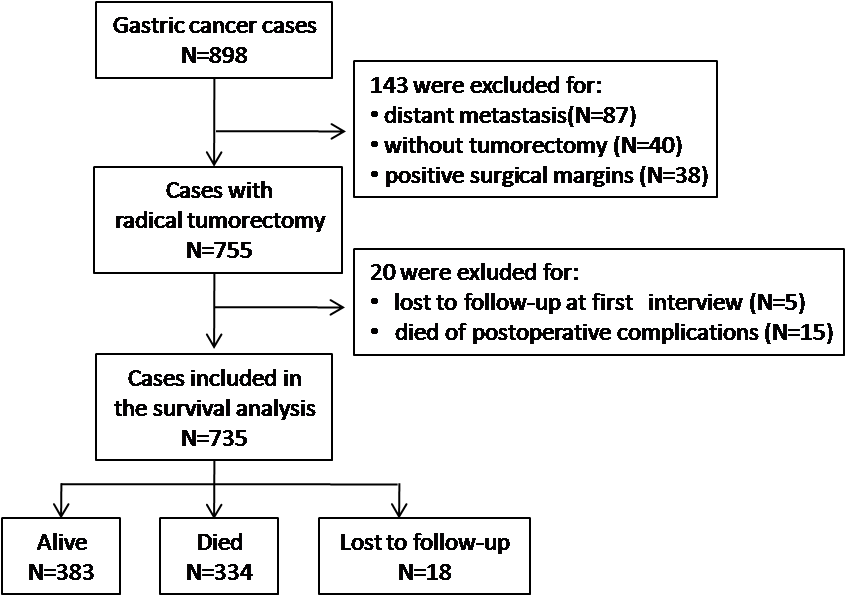 Gastric cancer cases
N=898
143 were excluded for:
• distant metastasis(N=87)
• without tumorectomy (N=40)
• positive surgical margins (N=38)
Cases with
radical tumorectomy
N=755
20 were exluded for:
• lost to follow-up at first interview (N=5)
• died of postoperative complications (N=15)
Cases included in
the survival analysis
N=735
Alive
N=383
Died
N=334
Lost to follow-up
N=18